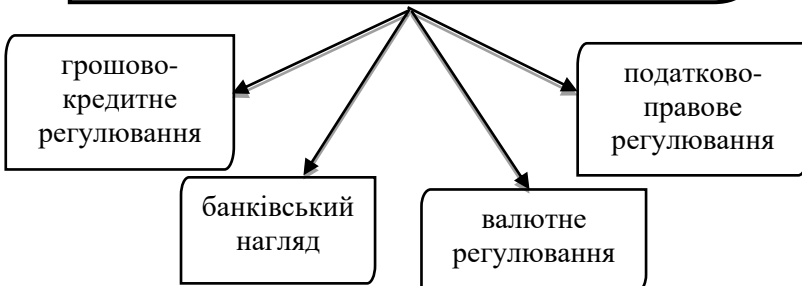 грошово-
кредитне
регулювання
банківський
нагляд
валютне
регулювання
податково-
правове
регулювання